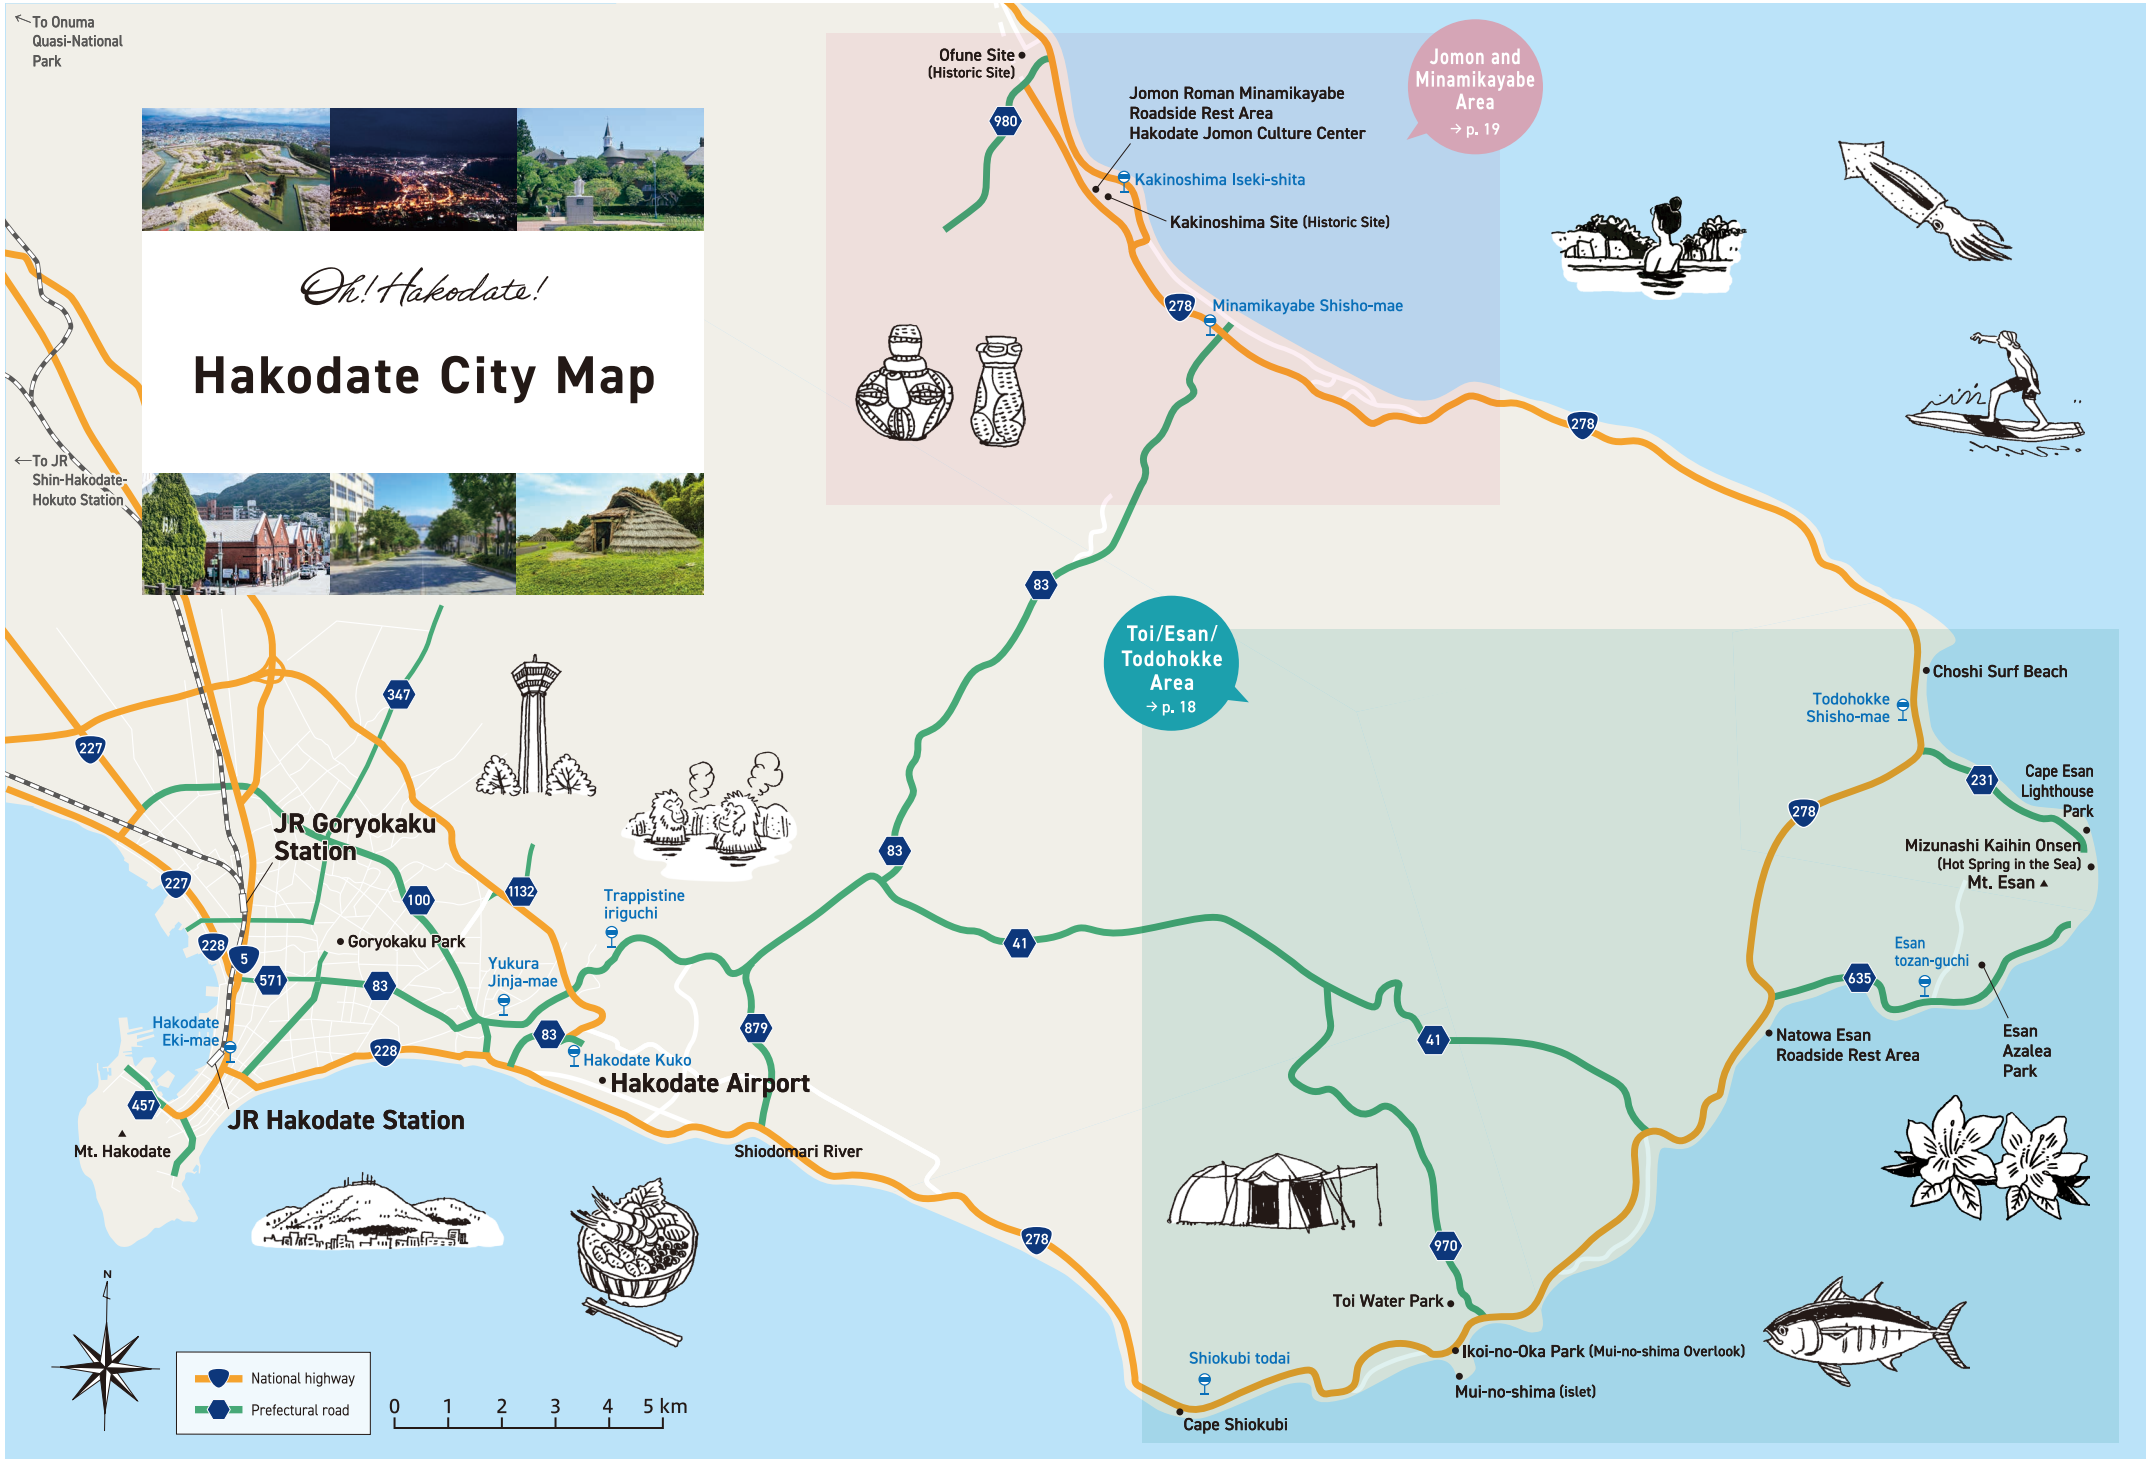 ←To Onuma
Quasi-National
Park
Oh! Hakodate!
Hakodate City Map
←To JR
Shin-Hakodate-
Hokuto Station
BAY
Ofune Site
(Historic Site)
980
Jomon Roman Minamikayabe
Roadside Rest Area
Hakodate Jomon Culture Center
Jomon and
Minamikayabe
Area
→ p. 19
Kakinoshima Iseki-shita
Kakinoshima Site (Historic Site)
278
Minamikayabe Shisho-mae
278
83
Toi/Esan/
Todohokke
Area
→ p. 18
Choshi Surf Beach
Todohokke
Shisho-mae
231
278
Cape Esan
Lighthouse
Park
Mizunashi Kaihin Onsen
(Hot Spring in the Sea)
Mt. Esan
347
227
JR Goryokaku
Station
227
100
1132
83
Trappistine
iriguchi
Goryokaku Park
228
5
571
83
Yukura
Jinja-mae
41
Esan
tozan-guchi
635
Hakodate
Eki-mae
228
83
879
Hakodate Kuko
Hakodate Airport
41
Natowa Esan
Roadside Rest Area
Esan
Azalea
Park
457
JR Hakodate Station
Mt. Hakodate
Shiodomari River
278
970
Toi Water Park
Ikoi-no-Oka Park (Mui-no-shima Overlook)
Mui-no-shima (islet)
Shiokubi todai
Cape Shiokubi
N
National highway
Prefectural road
0 1 2 3 4 5 km